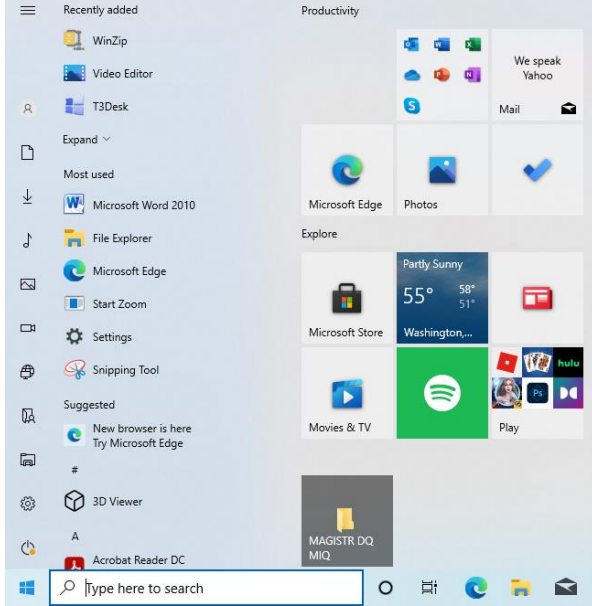 Recently added
WinZip
Video Editor
T3Desk
Expand
Most used
Microsoft Word 2010
File Explorer
Microsoft Edge
Start Zoom
Settings
Snipping Tool
Suggested
New browser is here
Try Microsoft Edge
#
3D Viewer
A
Acrobat Reader DC
Productivity
We speak
Yahoo
Mail
Microsoft Edge
Photos
Explore
Microsoft Store
Partly Sunny
55°
58°
51°
Washington,...
Movies & TV
hulu
Ps
Play
MAGISTR DQ
MIQ
Type here to search